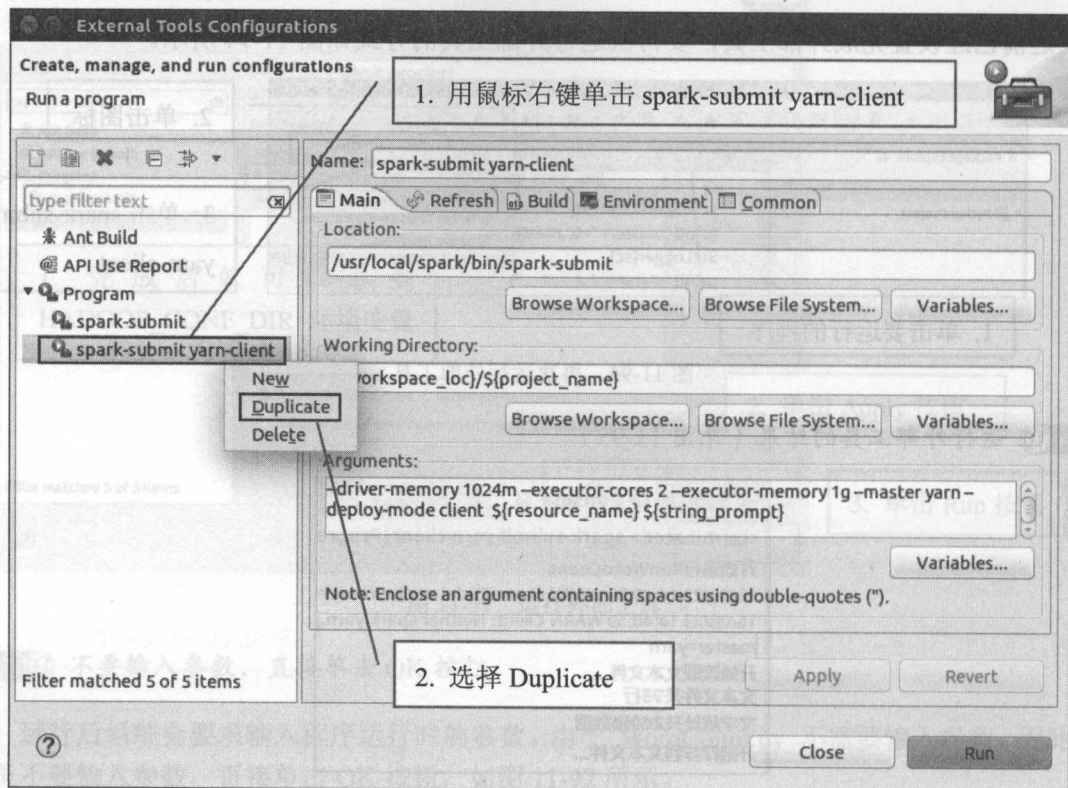 External Tools Configurations
Create, manage, and run configurations
Run a program
1. 用鼠标右键单击 spark-submit yarn-client
Name: spark-submit yarn-client
type filter text
Main Refresh Build Environment Common
Ant Build
API Use Report
Program
spark-submit
spark-submit yarn-client
New
Duplicate
Delete
Location:
/usr/local/spark/bin/spark-submit
Browse Workspace... Browse File System... Variables...
Working Directory:
workspace_loc}/${project_name}
Browse Workspace... Browse File System... Variables...
Arguments:
--driver-memory 1024m --executor-cores 2 --executor-memory 1g --master yarn --
deploy-mode client ${resource_name} ${string_prompt}
Variables...
Note: Enclose an argument containing spaces using double-quotes (").
2. 选择 Duplicate
Filter matched 5 of 5 items
Apply Revert
Close Run